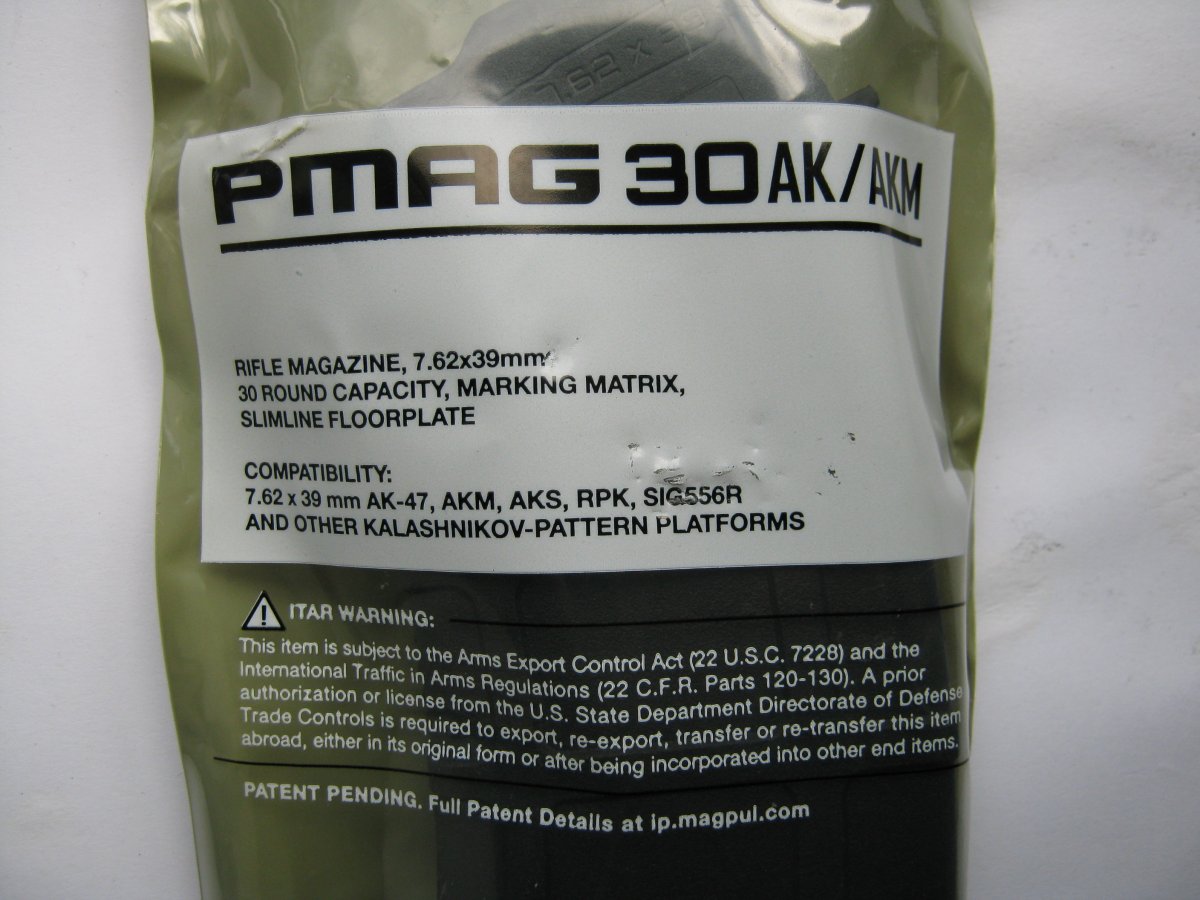 7.62 x 39
PMAG 30 AK/AKM
RIFLE MAGAZINE, 7.62x39mm
30 ROUND CAPACITY, MARKING MATRIX,
SLIMLINE FLOORPLATE
COMPATIBILITY:
7.62 x 39 mm AK-47, AKM, AKS, RPK, SIG556R
AND OTHER KALASHNIKOV-PATTERN PLATFORMS
ITAR WARNING:
This item is subject to the Arms Export Control Act (22 U.S.C. 7228) and the
International Traffic in Arms Regulations (22 C.F.R. Parts 120-130). A prior
authorization or license from the U.S. State Department Directorate of Defense
Trade Controls is required to export, re-export, transfer or re-transfer this item
abroad, either in its original form or after being incorporated into other end items.
PATENT PENDING. Full Patent Details at ip.magpul.com